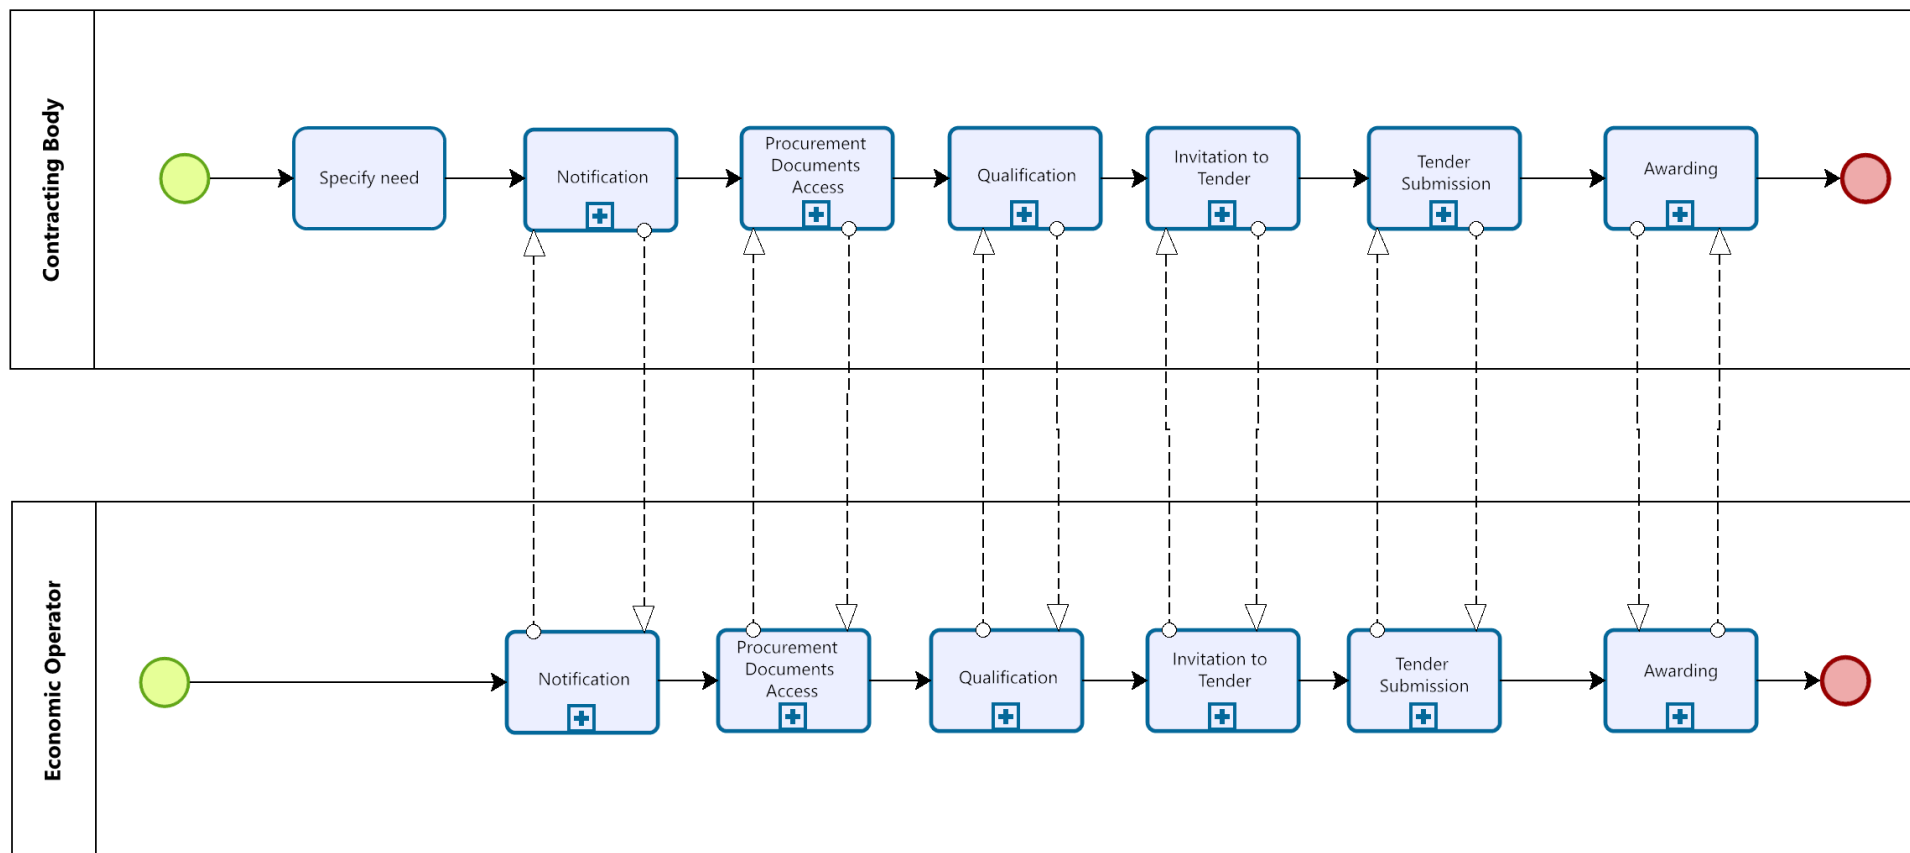 Contracting Body
Specify need
Notification
Procurement
Documents
Access
Qualification
Invitation to
Tender
Tender
Submission
Awarding
Economic Operator
Notification
Procurement
Documents
Access
Qualification
Invitation to
Tender
Tender
Submission
Awarding